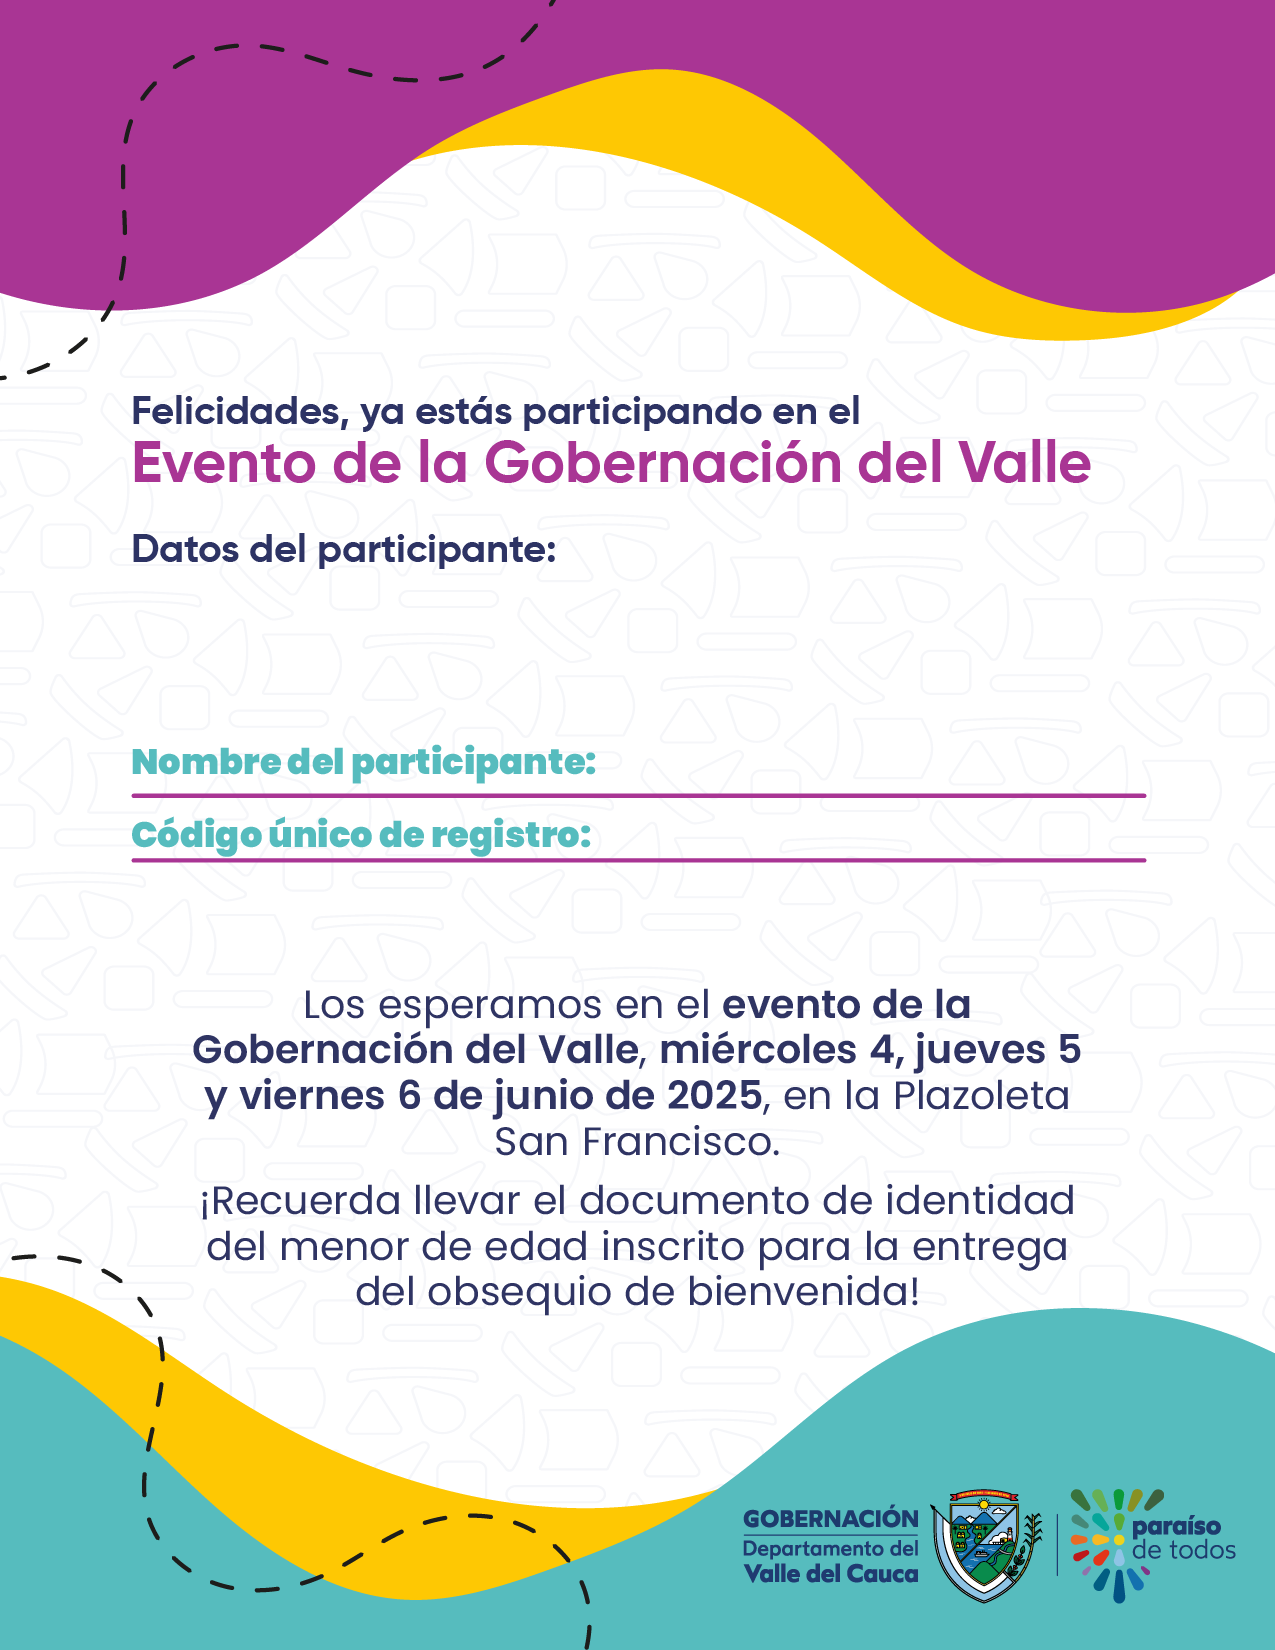 Felicidades, ya estás participando en el
Evento de la Gobernación del Valle
Datos del participante:
Nombre del participante:
Código único de registro:
Los esperamos en el evento de la
Gobernación del Valle, miércoles 4, jueves 5
y viernes 6 de junio de 2025, en la Plazoleta
San Francisco.
¡Recuerda llevar el documento de identidad
del menor de edad inscrito para la entrega
del obsequio de bienvenida!
GOBERNACIÓN
Departamento del
Valle del Cauca
paraíso
de todos